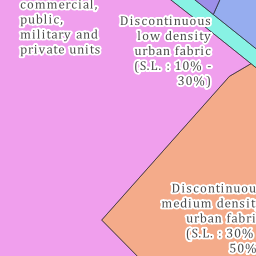 commercial,
public,
military and
private units
Discontinuous
low density
urban fabric
(S.L. : 10% -
30%)
Discontinuou
medium densit
urban fabri
(S.L. : 30%
50%